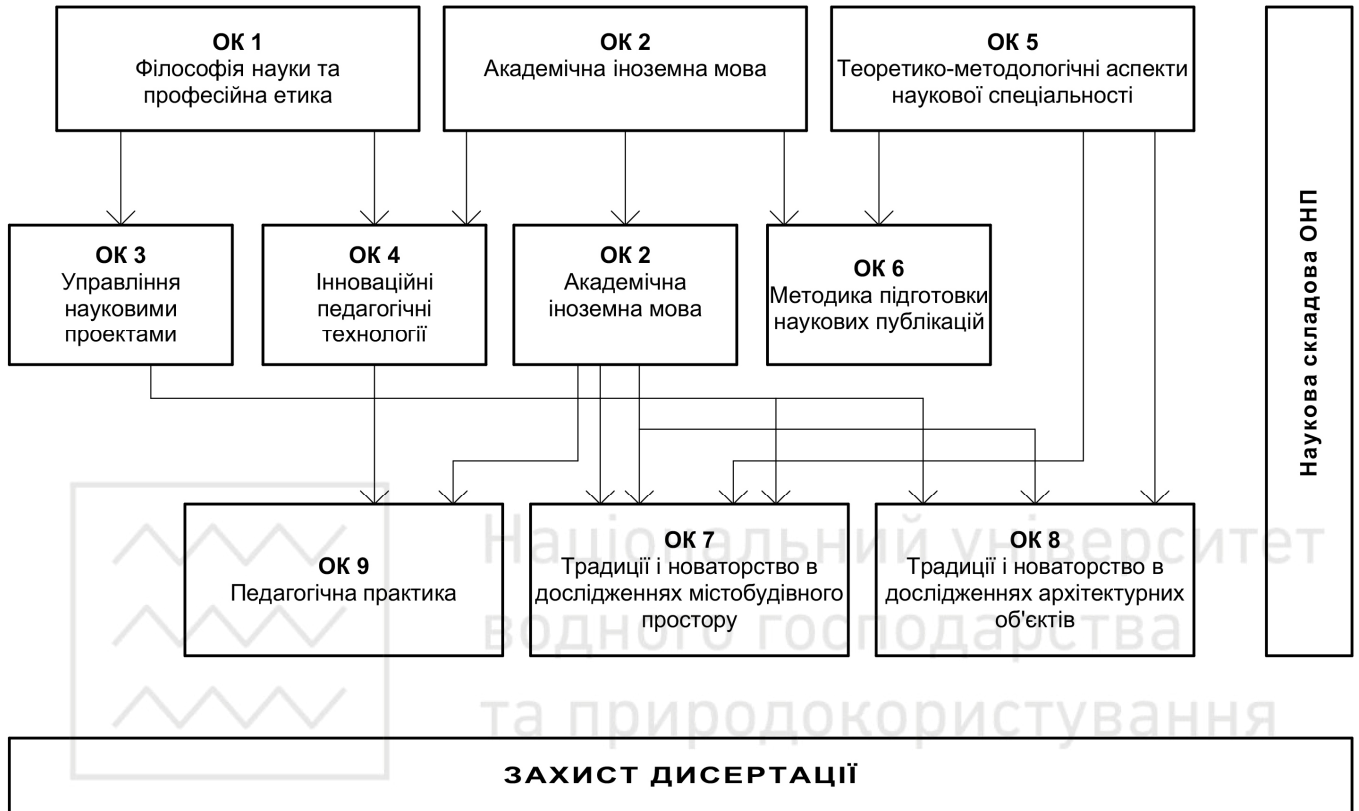 ОК 1
Філософія науки та
професійна етика
ОК 2
Академічна іноземна мова
ОК 5
Теоретико-методологічні аспекти
наукової спеціальності
ОК 3
Управління
науковими
проектами
ОК 4
Інноваційні
педагогічні
технології
ОК 2
Академічна
іноземна мова
ОК 6
Методика підготовки
наукових публікацій
ОК 9
Педагогічна практика
ОК 7
Традиції і новаторство в
дослідженнях містобудівного
простору
ОК 8
Традиції і новаторство в
дослідженнях архітектурних
об'єктів
Наукова складова ОНП
Національний університет
водного господарства
та природокористування
ЗАХИСТ ДИСЕРТАЦІЇ